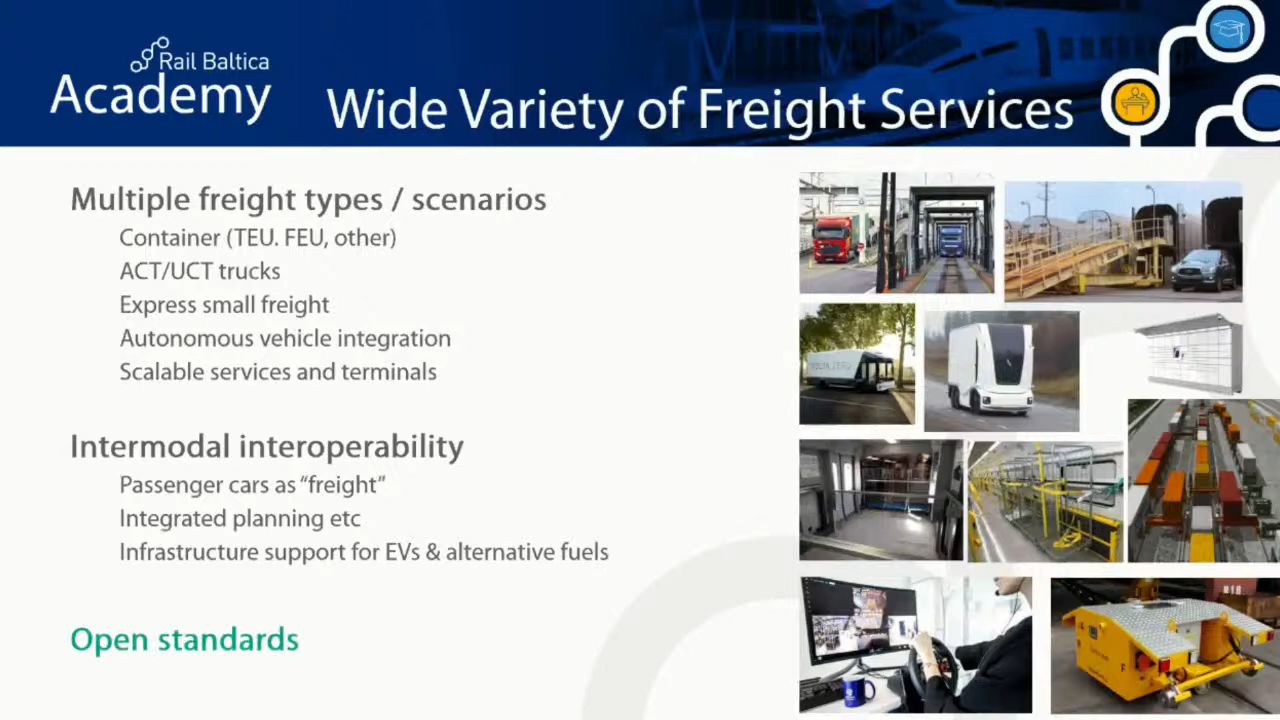 Rail Baltica
Academy
Wide Variety of Freight Services
Multiple freight types / scenarios
Container (TEU. FEU, other)
ACT/UCT trucks
Express small freight
Autonomous vehicle integration
Scalable services and terminals
Intermodal interoperability
Passenger cars as “freight”
Integrated planning etc
Infrastructure support for EVs & alternative fuels
Open standards
VOLTA ZERO